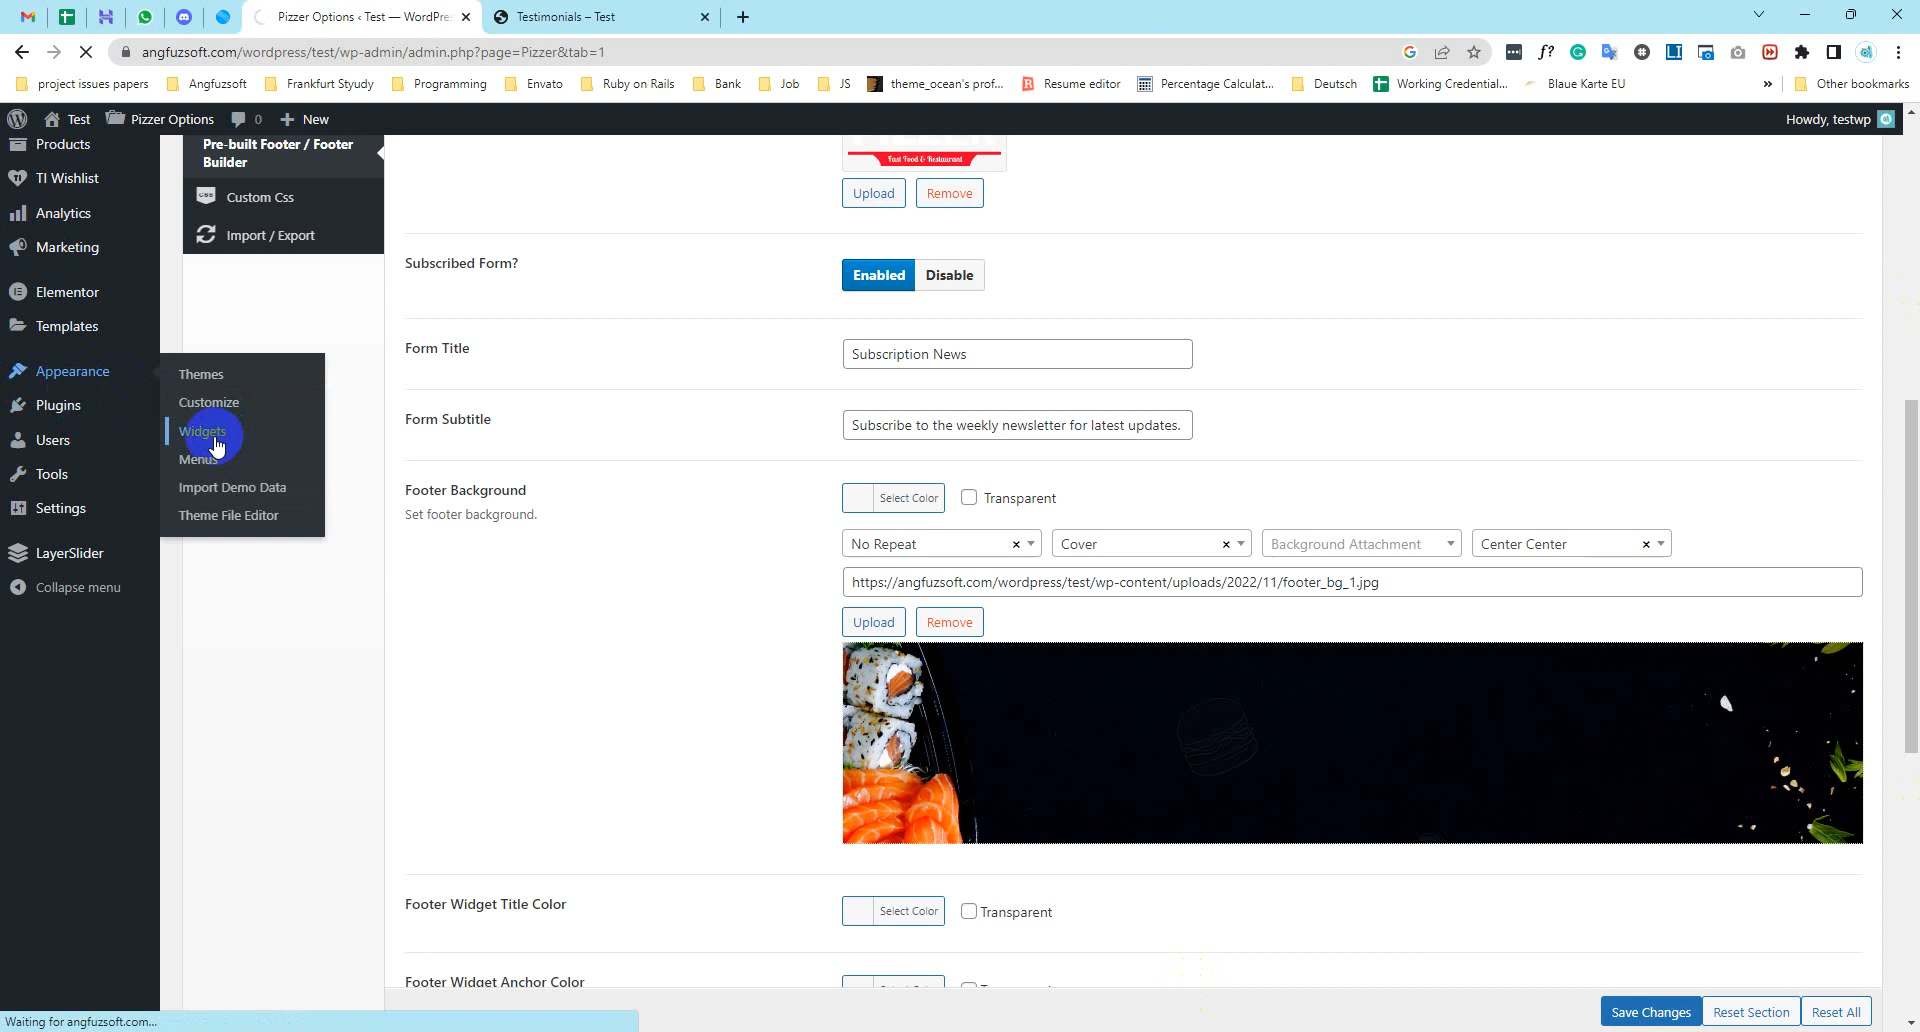 Pizzer Options ‹ Test — WordPre
Testimonials – Test
angfuzsoft.com/wordpress/test/wp-admin/admin.php?page=Pizzer&tab=1
project issues papers
Angfuzsoft
Frankfurt Styudy
Programming
Envato
Ruby on Rails
Bank
Job
JS
theme_ocean's prof...
Resume editor
Percentage Calculat...
Deutsch
Working Credential...
Blaue Karte EU
»
Other bookmarks
Test
Pizzer Options
0
New
Howdy, testwp
Products
TI Wishlist
Analytics
Marketing
Elementor
Templates
Appearance
Plugins
Users
Tools
Settings
LayerSlider
Collapse menu
Themes
Customize
Widgets
Menus
Import Demo Data
Theme File Editor
Pre-built Footer / Footer
Builder
Custom Css
Import / Export
Fast Food & Restaurant
Upload
Remove
Subscribed Form?
Enabled
Disable
Form Title
Subscription News
Form Subtitle
Subscribe to the weekly newsletter for latest updates.
Footer Background
Set footer background.
Select Color
Transparent
No Repeat
Cover
Background Attachment
Center Center
https://angfuzsoft.com/wordpress/test/wp-content/uploads/2022/11/footer_bg_1.jpg
Upload
Remove
Footer Widget Title Color
Select Color
Transparent
Footer Widget Anchor Color
Save Changes
Reset Section
Reset All
Waiting for angfuzsoft.com...